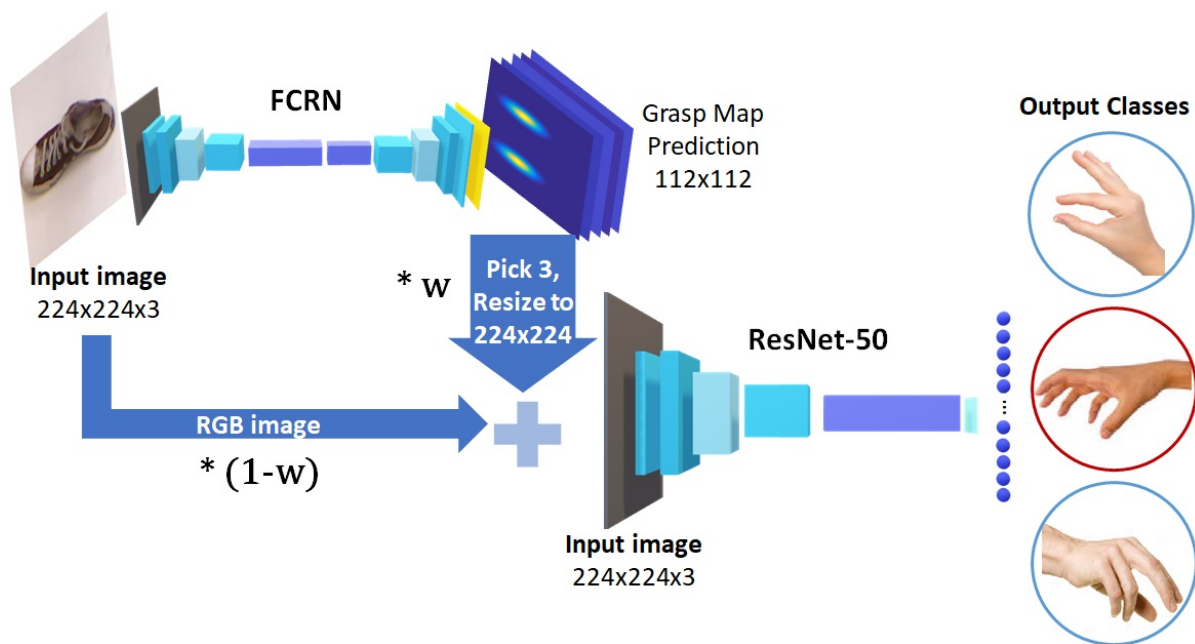 FCRN
Grasp Map
Prediction
112x112
Output Classes
Input image
224x224x3
* w
Pick 3,
Resize to
224x224
ResNet-50
RGB image
* (1-w)
...
Input image
224x224x3